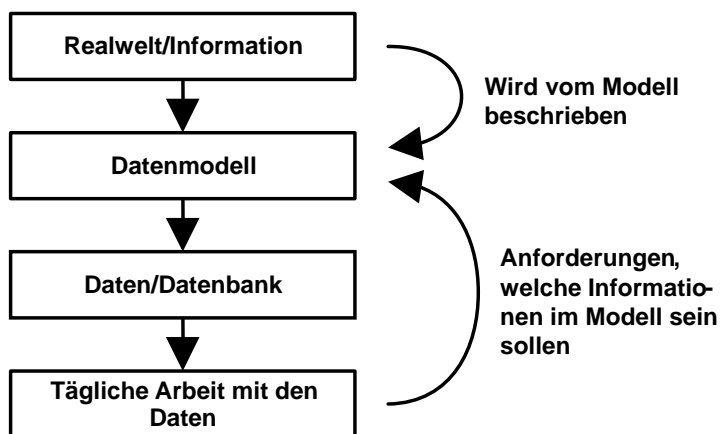 Realwelt/Information
Wird vom Modell
beschrieben
Datenmodell
Daten/Datenbank
Anforderungen,
welche Informatio-
nen im Modell sein
sollen
Tägliche Arbeit mit den
Daten